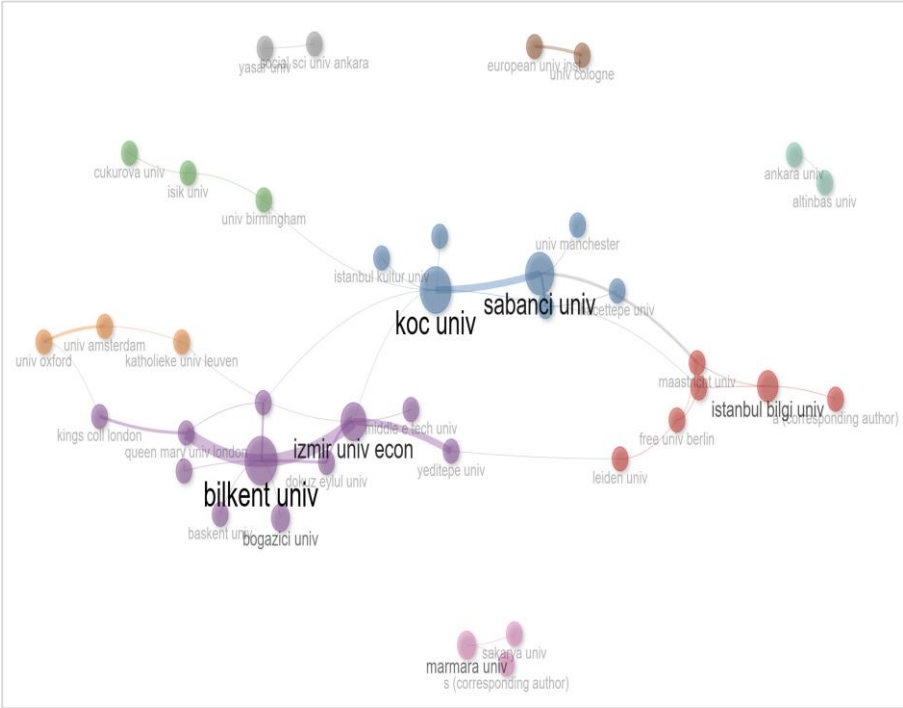 yasar univ
social sci univ ankara
european univ inst
univ cologne
cukurova univ
isik univ
univ birmingham
ankara univ
altinbas univ
istanbul kultur univ
univ manchester
koc univ
sabanci univ
hacettepe univ
univ oxford
univ amsterdam
katholieke univ leuven
maastricht univ
istanbul bilgi univ
a (corresponding author)
kings coll london
queen mary univ london
izmir univ econ
middle e tech univ
free univ berlin
yeditepe univ
leiden univ
dokuz eylul univ
bilkent univ
baskent univ
bogazici univ
marmara univ
sakarya univ
s (corresponding author)